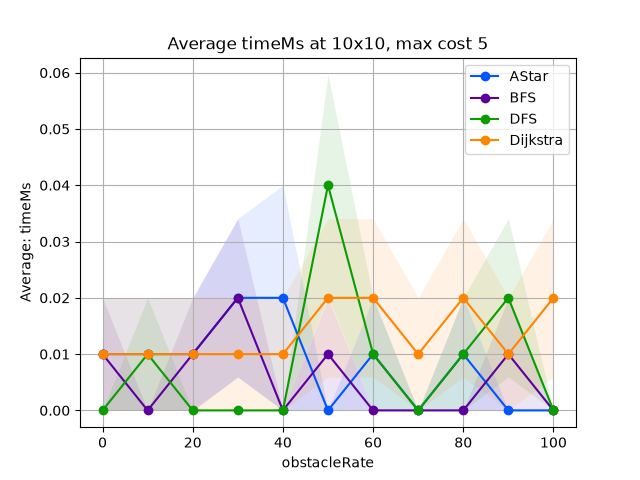 Average timeMs at 10x10, max cost 5
Average: timeMs
0.06
0.05
0.04
0.03
0.02
0.01
0.00
AStar
BFS
DFS
Dijkstra
0 20 40 60 80 100
obstacleRate